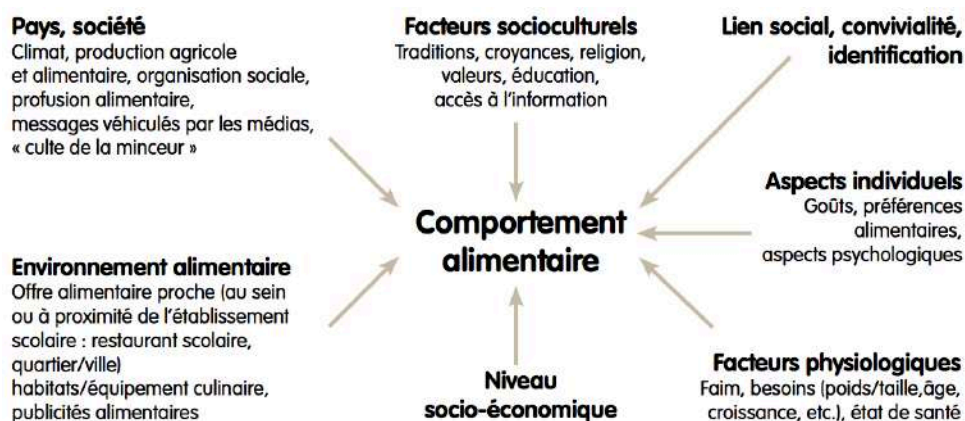 Pays, société
Climat, production agricole
et alimentaire, organisation sociale,
profusion alimentaire,
messages véhiculés par les médias,
« culte de la minceur »
Facteurs socioculturels
Traditions, croyances, religion,
valeurs, éducation,
accès à l'information
Lien social, convivialité,
identification
Aspects individuels
Goûts, préférences
alimentaires,
aspects psychologiques
Comportement
alimentaire
Environnement alimentaire
Offre alimentaire proche (au sein
ou à proximité de l'établissement
scolaire : restaurant scolaire,
quartier/ville)
habitats/équipement culinaire,
publicités alimentaires
Niveau
socio-économique
Facteurs physiologiques
Faim, besoins (poids/taille,âge,
croissance, etc.), état de santé